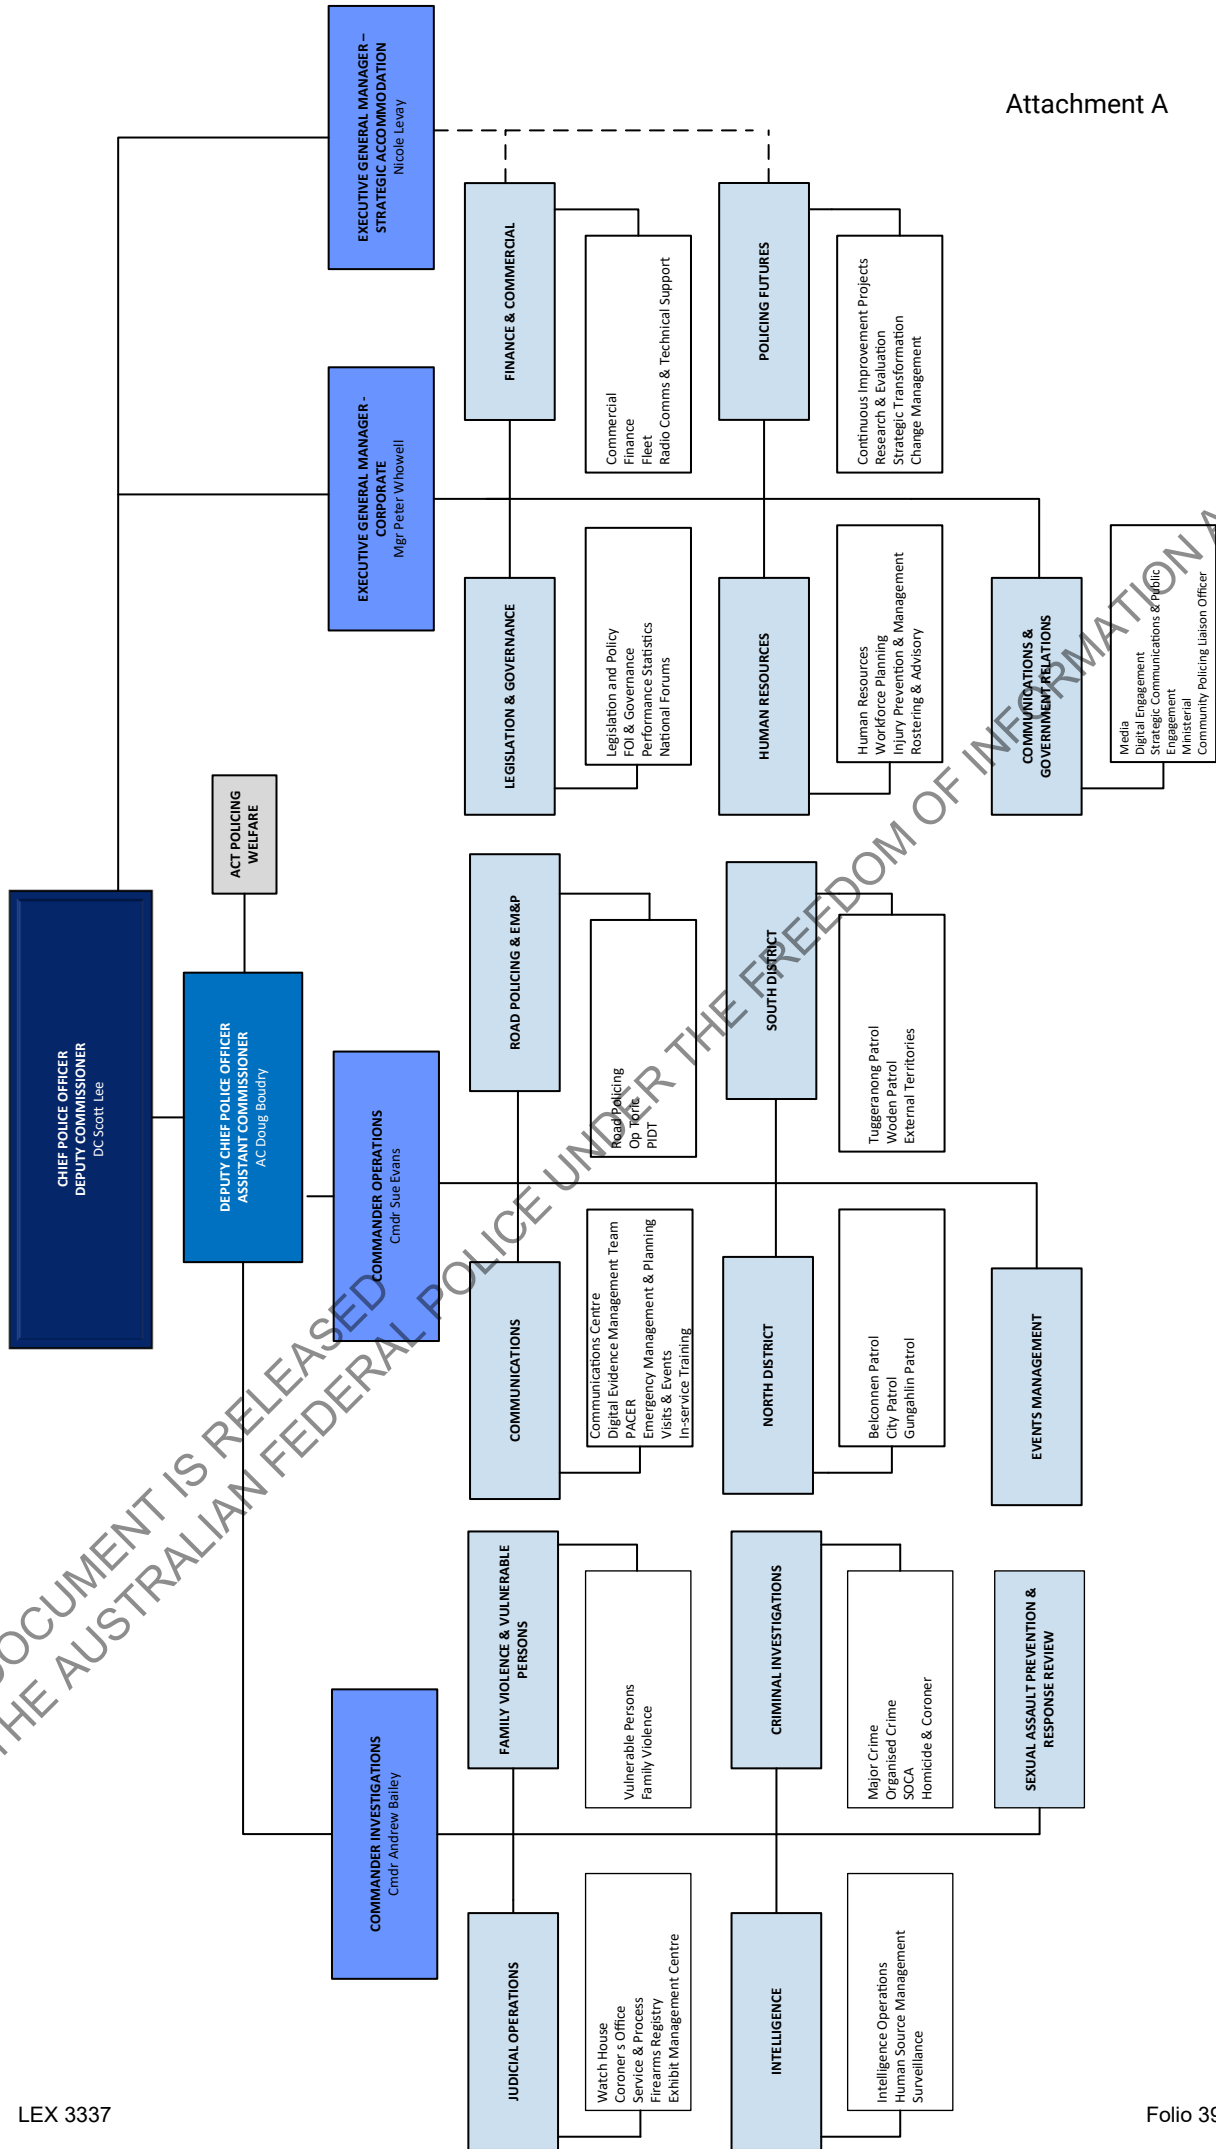 Attachment A
CHIEF POLICE OFFICER
DEPUTY COMMISSIONER
DC Scott Lee
DEPUTY CHIEF POLICE OFFICER
ASSISTANT COMMISSIONER
AC Doug Boudry
ACT POLICING
WELFARE
COMMANDER INVESTIGATIONS
Cmdr Andrew Bailey
COMMANDER OPERATIONS
Cmdr Sue Evans
EXECUTIVE GENERAL MANAGER -
CORPORATE
Mgr Peter Whowell
EXECUTIVE GENERAL MANAGER –
STRATEGIC ACCOMMODATION
Nicole Levay
JUDICIAL OPERATIONS
Watch House
Coroner s Office
Service & Process
Firearms Registry
Exhibit Management Centre
FAMILY VIOLENCE & VULNERABLE
PERSONS
Vulnerable Persons
Family Violence
COMMUNICATIONS
Communications Centre
Digital Evidence Management Team
PACER
Emergency Management & Planning
Visits & Events
In-service Training
ROAD POLICING & EM&P
Road Policing
Op Toric
PIDT
LEGISLATION & GOVERNANCE
Legislation and Policy
FOI & Governance
Performance Statistics
National Forums
FINANCE & COMMERCIAL
Commercial
Finance
Fleet
Radio Comms & Technical Support
INTELLIGENCE
Intelligence Operations
Human Source Management
Surveillance
CRIMINAL INVESTIGATIONS
Major Crime
Organised Crime
SOCA
Homicide & Coroner
NORTH DISTRICT
Belconnen Patrol
City Patrol
Gungahlin Patrol
SOUTH DISTRICT
Tuggeranong Patrol
Woden Patrol
External Territories
HUMAN RESOURCES
Human Resources
Workforce Planning
Injury Prevention & Management
Rostering & Advisory
POLICING FUTURES
Continuous Improvement Projects
Research & Evaluation
Strategic Transformation
Change Management
SEXUAL ASSAULT PREVENTION &
RESPONSE REVIEW
EVENTS MANAGEMENT
COMMUNICATIONS &
GOVERNMENT RELATIONS
Media
Digital Engagement
Strategic Communications & Public
Engagement
Ministerial
Community Policing Liaison Officer
DOCUMENT IS RELEASED
THE AUSTRALIAN FEDERAL POLICE UNDER THE FREEDOM OF INFORMATION A
LEX 3337
Folio 39